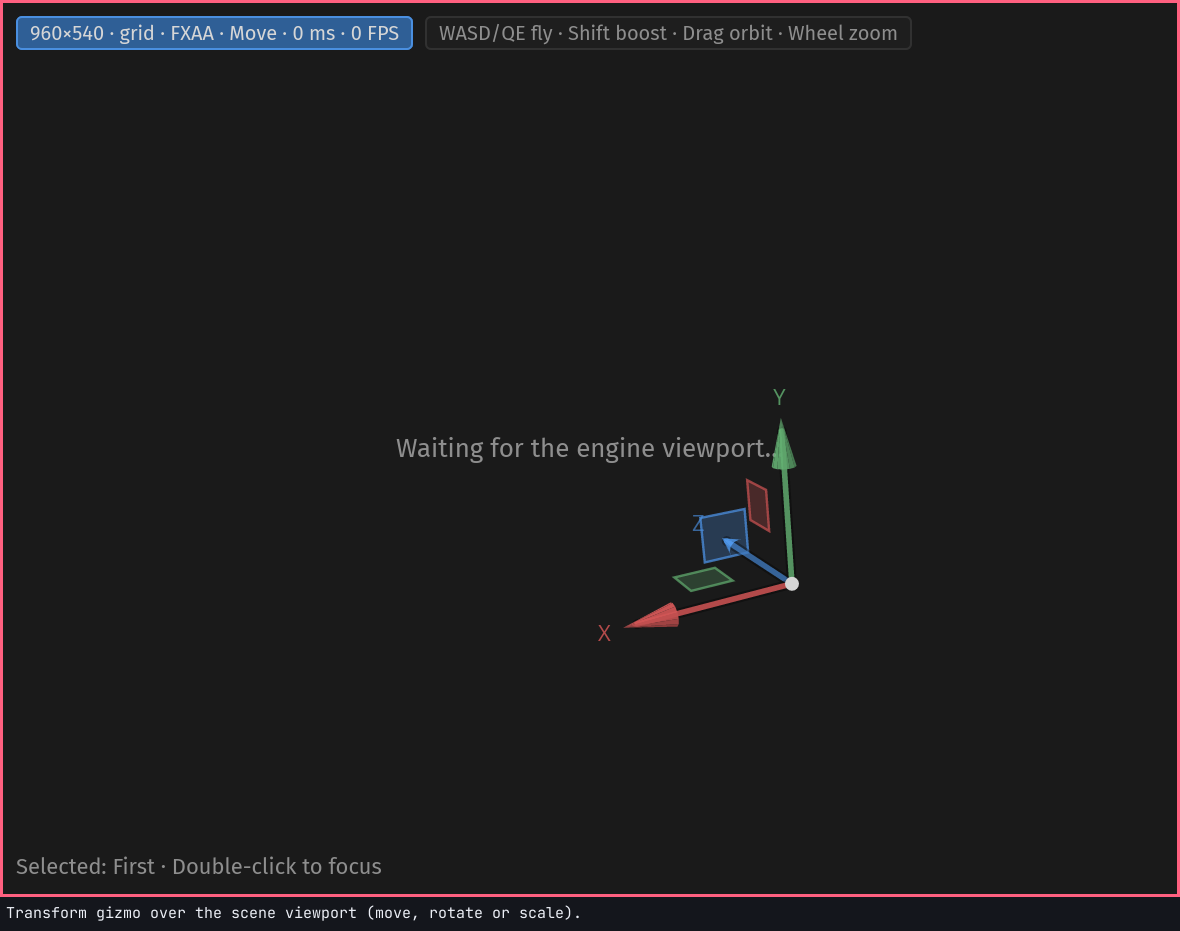 960×540 · grid · FXAA · Move · 0 ms · 0 FPS
WASD/QE fly · Shift boost · Drag orbit · Wheel zoom
Y
Waiting for the engine viewport...
Z
X
Selected: First · Double-click to focus
Transform gizmo over the scene viewport (move, rotate or scale).